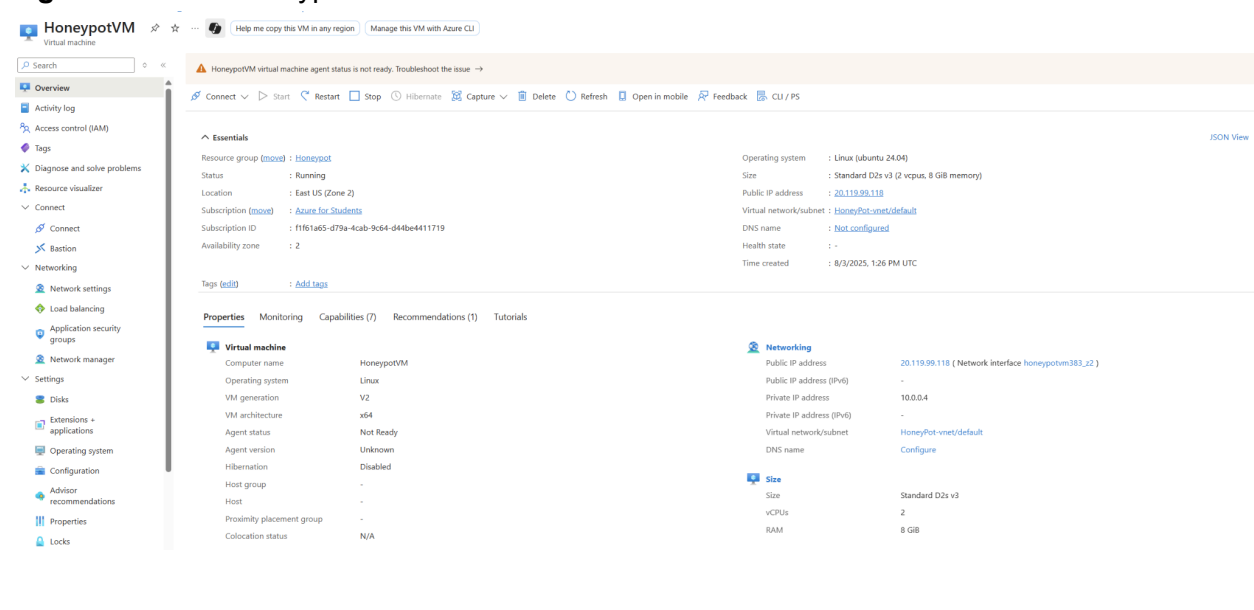 HoneypotVM
Virtual machine
Help me copy this VM in any region
Manage this VM with Azure CLI
Search
Overview
Activity log
Access control (IAM)
Tags
Diagnose and solve problems
Resource visualizer
Connect
Connect
Bastion
Networking
Network settings
Load balancing
Application security
groups
Network manager
Settings
Disks
Extensions +
applications
Operating system
Configuration
Advisor
recommendations
Properties
Locks
HoneypotVM virtual machine agent status is not ready. Troubleshoot the issue →
Connect Start Restart Stop Hibernate Capture Delete Refresh Open in mobile Feedback CLI / PS
Essentials
JSON View
Resource group (move) : Honeypot
Status : Running
Location : East US (Zone 2)
Subscription (move) : Azure for Students
Subscription ID : f1f61a65-d79a-4cab-9c64-d44be4411719
Availability zone : 2
Operating system : Linux (ubuntu 24.04)
Size : Standard D2s v3 (2 vcpus, 8 GiB memory)
Public IP address : 20.119.99.118
Virtual network/subnet : HoneyPot-vnet/default
DNS name : Not configured
Health state : -
Time created : 8/3/2025, 1:26 PM UTC
Tags (edit) : Add tags
Properties Monitoring Capabilities (7) Recommendations (1) Tutorials
Virtual machine
Computer name HoneypotVM
Operating system Linux
VM generation V2
VM architecture x64
Agent status Not Ready
Agent version Unknown
Hibernation Disabled
Host group -
Host -
Proximity placement group -
Colocation status N/A
Networking
Public IP address 20.119.99.118 ( Network interface honeypotvm383_z2 )
Public IP address (IPv6) -
Private IP address 10.0.0.4
Private IP address (IPv6) -
Virtual network/subnet HoneyPot-vnet/default
DNS name Configure
Size
Size Standard D2s v3
vCPUs 2
RAM 8 GiB